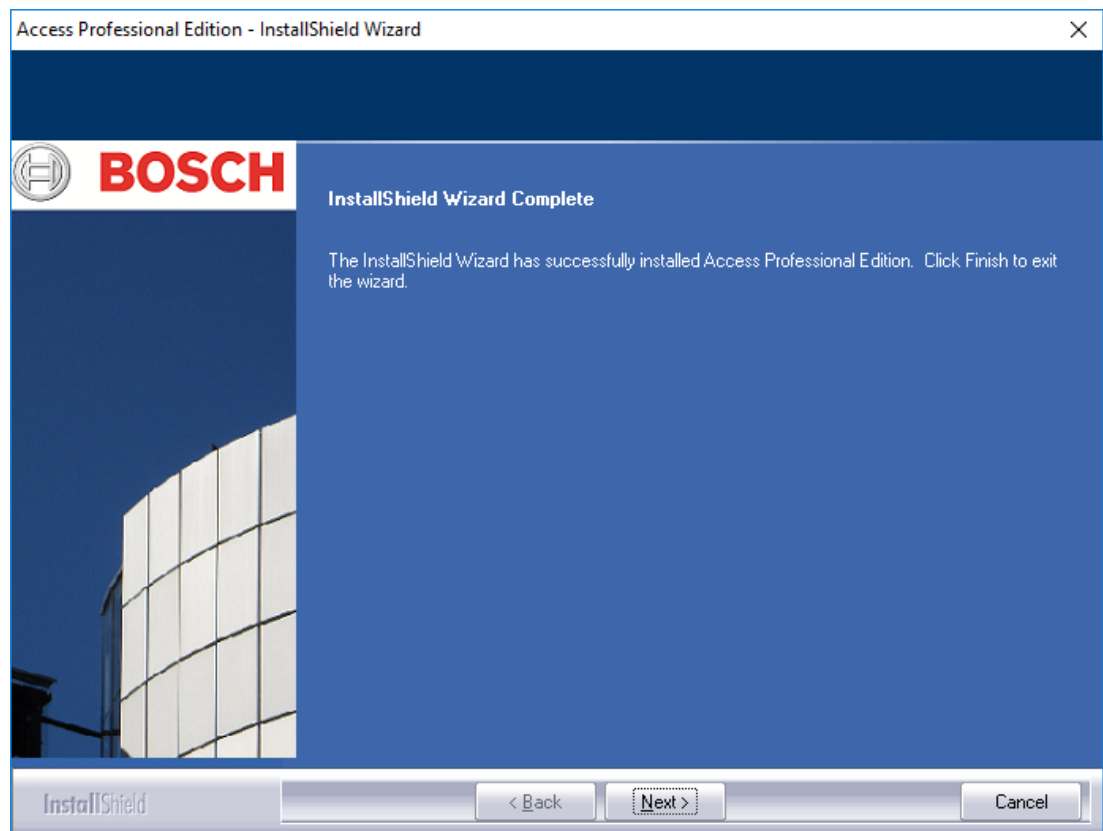 Access Professional Edition - InstallShield Wizard
BOSCH
InstallShield Wizard Complete
The InstallShield Wizard has successfully installed Access Professional Edition. Click Finish to exit
the wizard.
InstallShield
< Back
Next >
Cancel